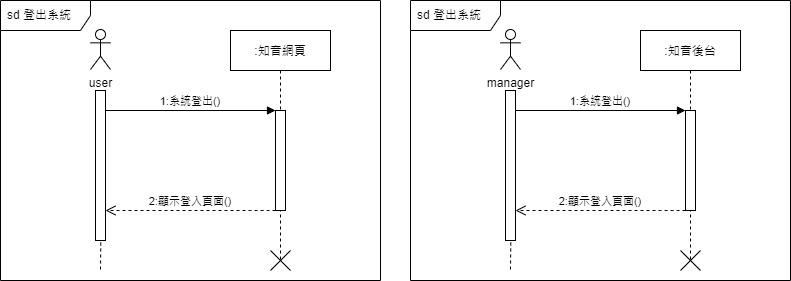 sd 登出系統
:知音網頁
user
1:系統登出()
2:顯示登入頁面()
sd 登出系統
:知音後台
manager
1:系統登出()
2:顯示登入頁面()